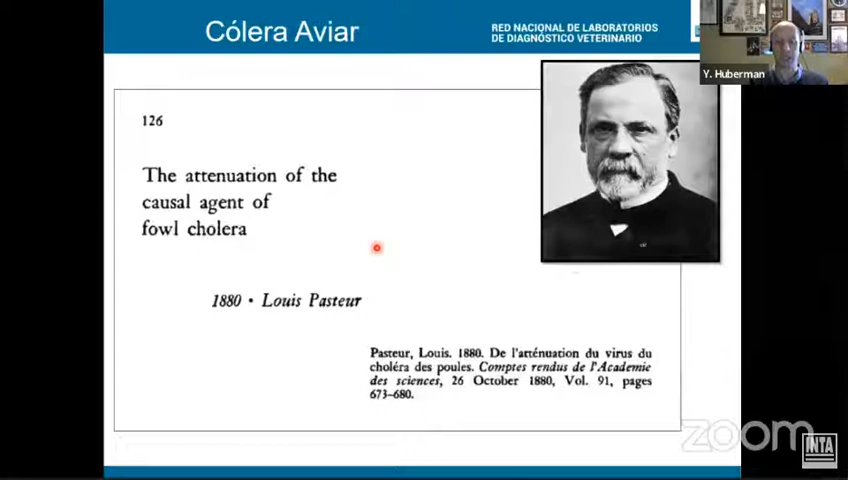 Cólera Aviar
RED NACIONAL DE LABORATORIOS
DE DIAGNÓSTICO VETERINARIO
Y. Huberman
126
The attenuation of the
causal agent of
fowl cholera
1880 • Louis Pasteur
Pasteur, Louis. 1880. De l'atténuation du virus du
choléra des poules. Comptes rendus de l'Academie
des sciences, 26 October 1880, Vol. 91, pages
673–680.
zoom
INTA